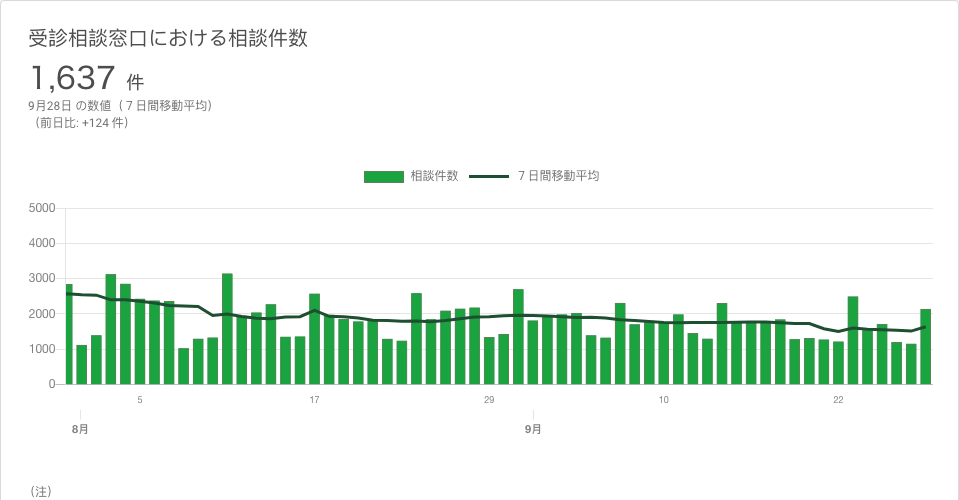 受診相談窓口における相談件数
1,637 件
9月28日 の数値（７日間移動平均）
（前日比: +124 件）
相談件数 ７日間移動平均
5000
4000
3000
2000
1000
0
5 17 29 10 22
8月 9月
（注）